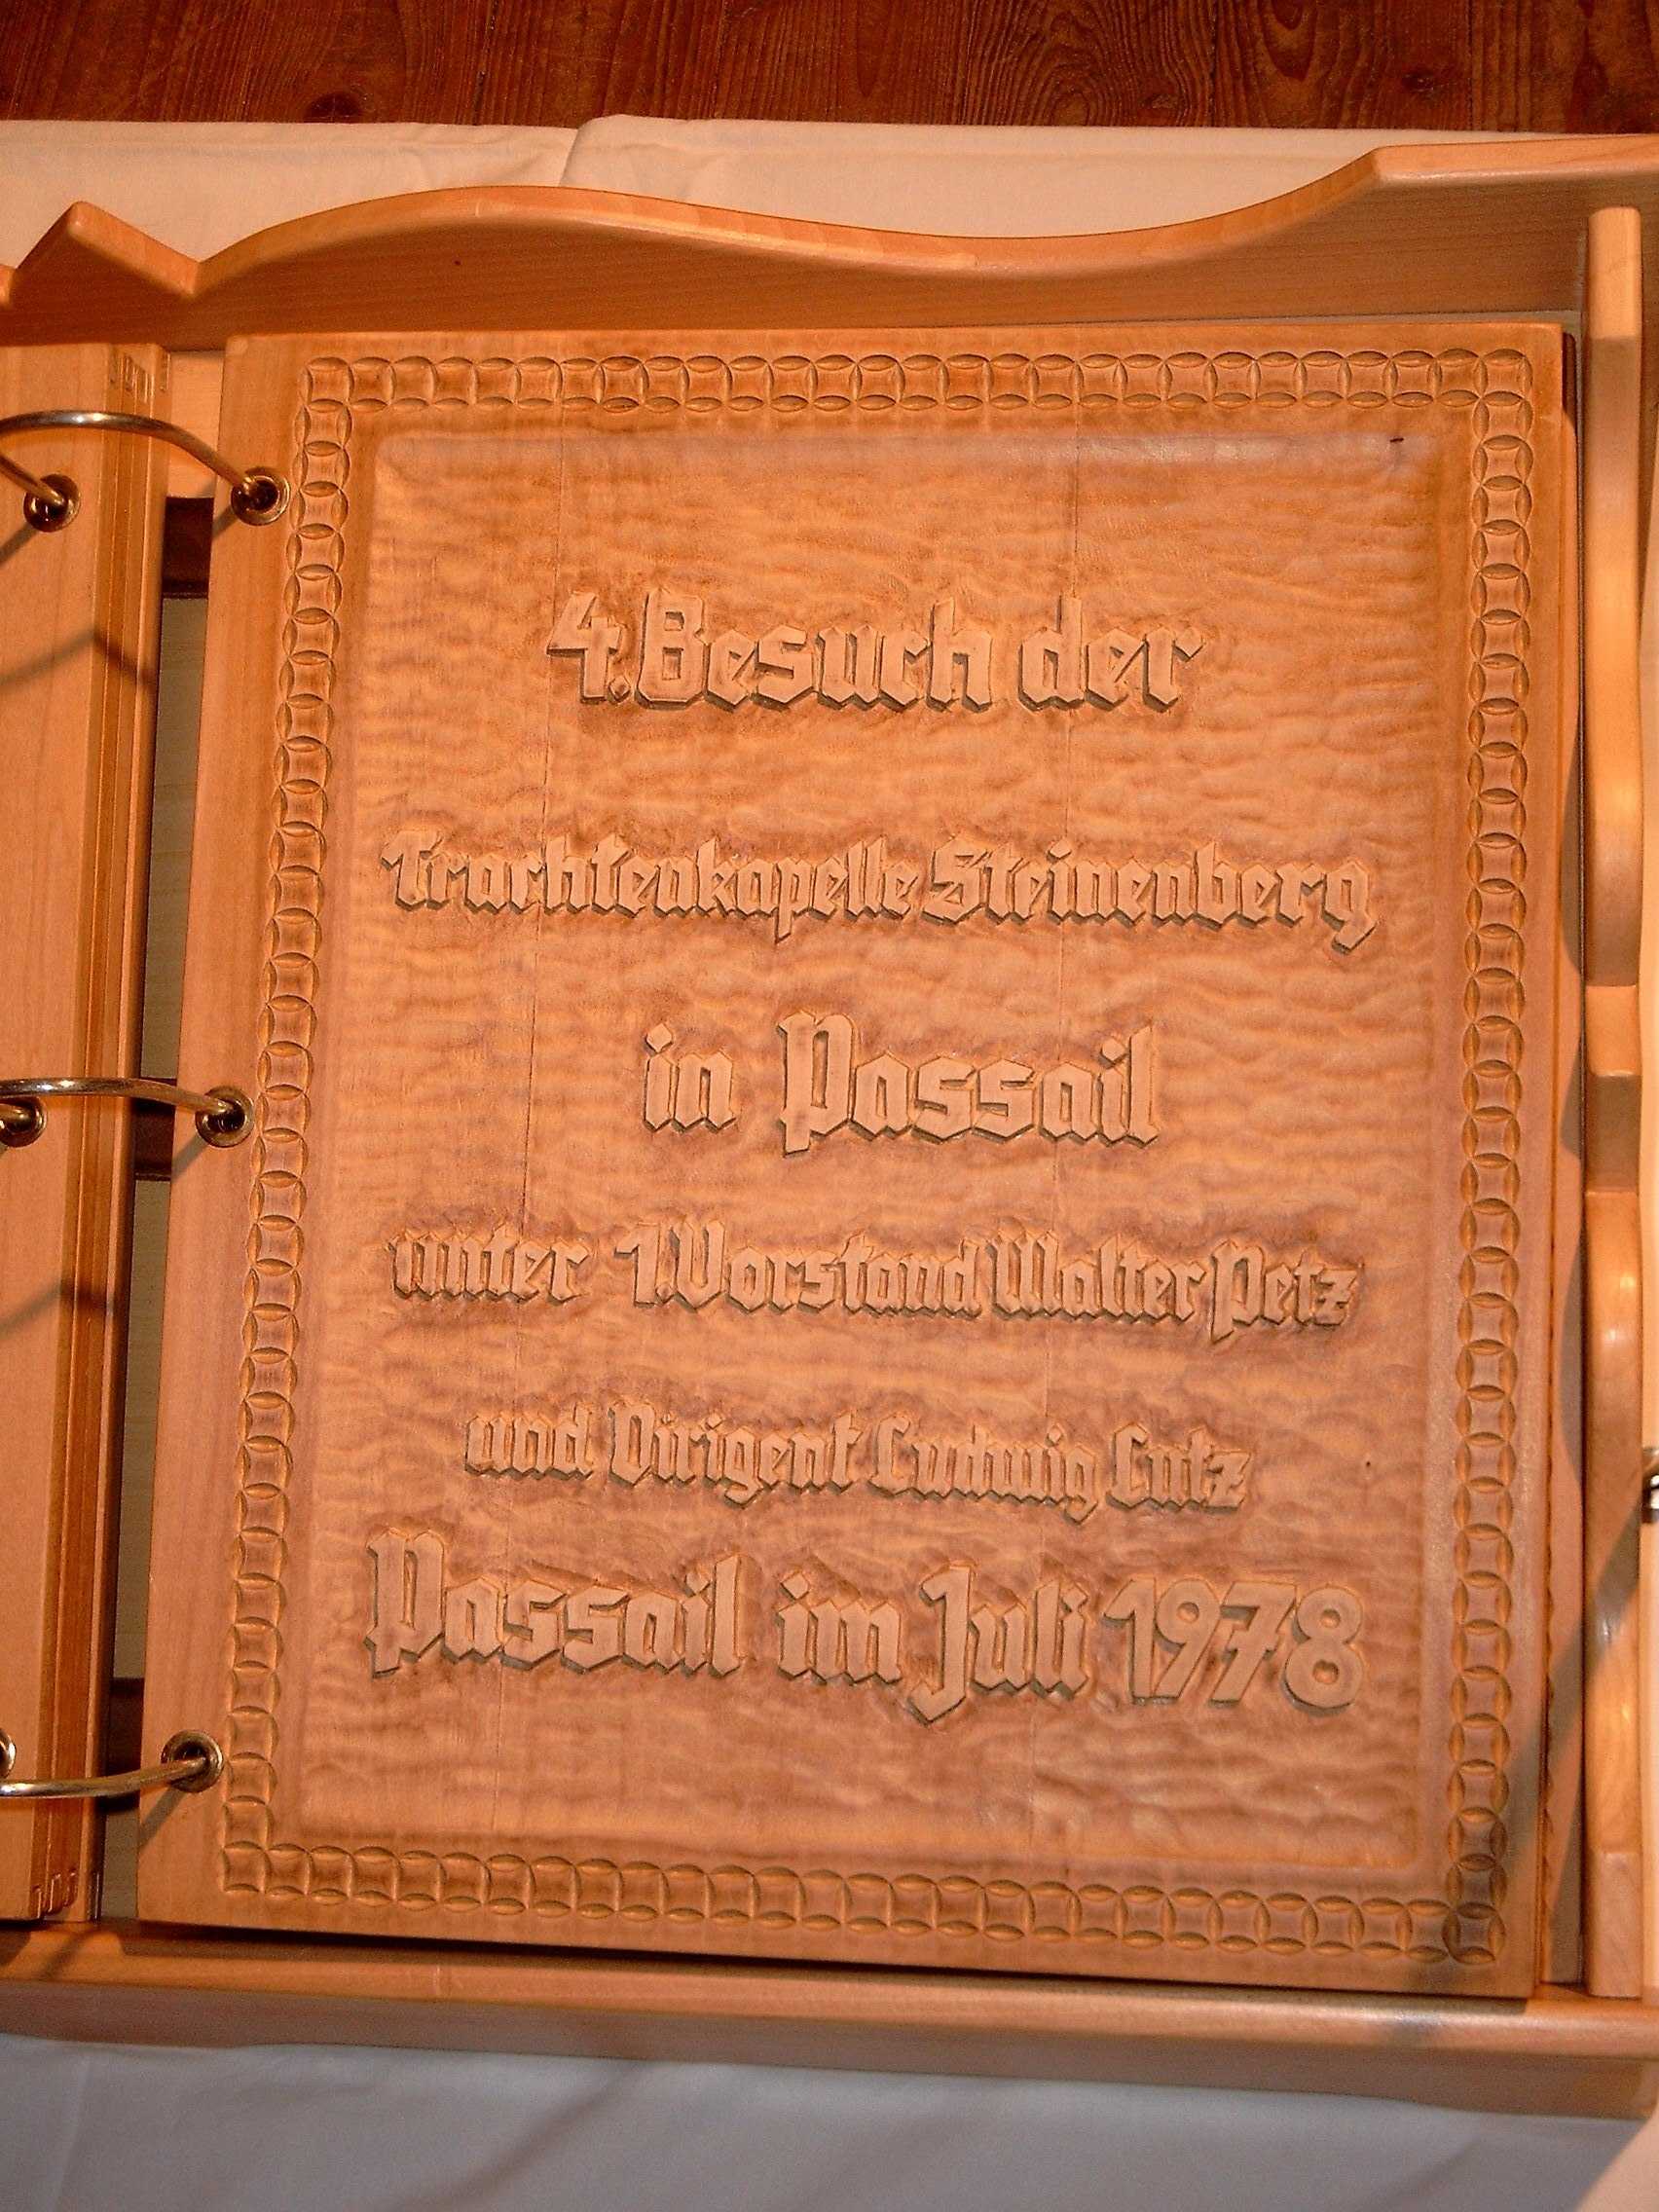 4. Besuch der
Trachtenkapelle Steinenberg
in Passail
unter 1. Vorstand Walter Petz
und Dirigent Ludwig Lutz
Passail im Juli 1978